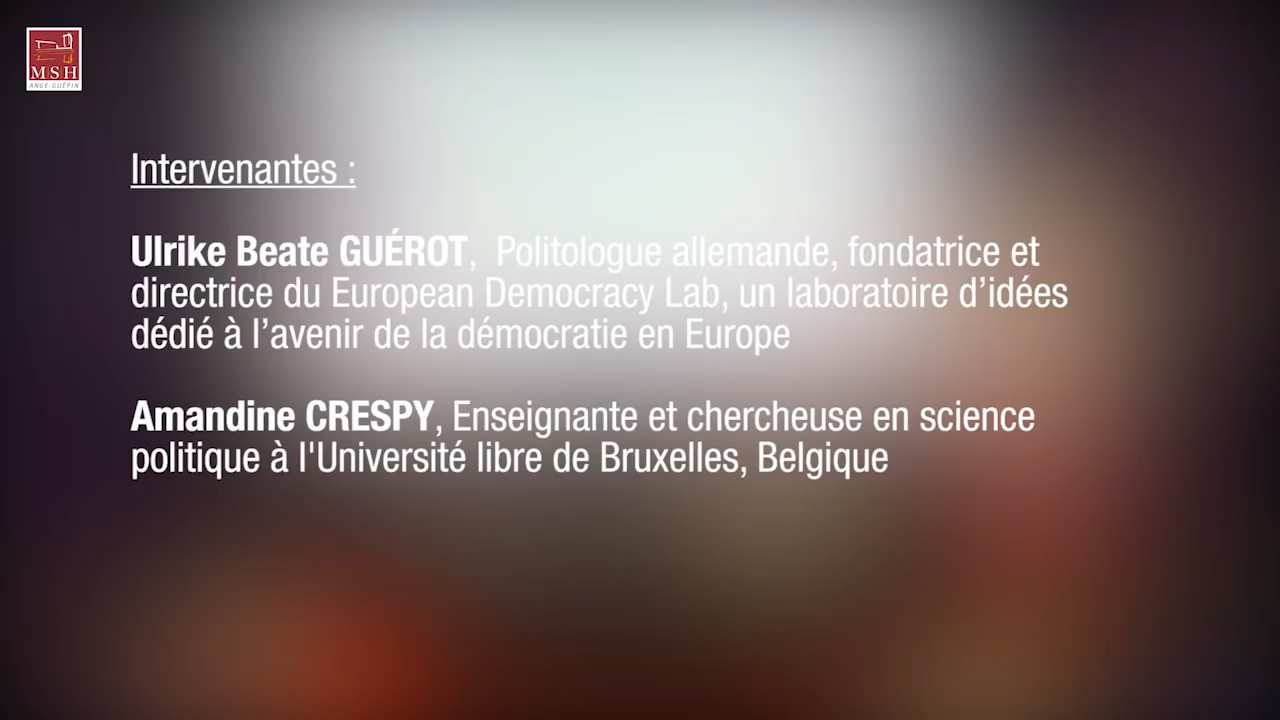 MSH
ANGE-GUÉPIN
Intervenantes :
Ulrike Beate GUÉROT, Politologue allemande, fondatrice et
directrice du European Democracy Lab, un laboratoire d’idées
dédié à l’avenir de la démocratie en Europe
Amandine CRESPY, Enseignante et chercheuse en science
politique à l'Université libre de Bruxelles, Belgique